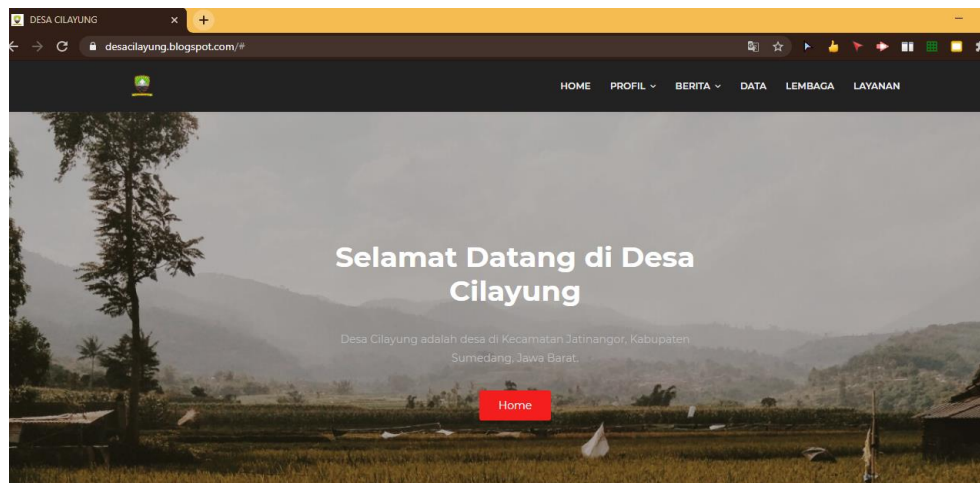 DESA CILAYUNG
desacilayung.blogspot.com/#
HOME PROFIL BERITA DATA LEMBAGA LAYANAN
Selamat Datang di Desa
Cilayung
Desa Cilayung adalah desa di Kecamatan Jatinangor, Kabupaten
Sumedang, Jawa Barat.
Home